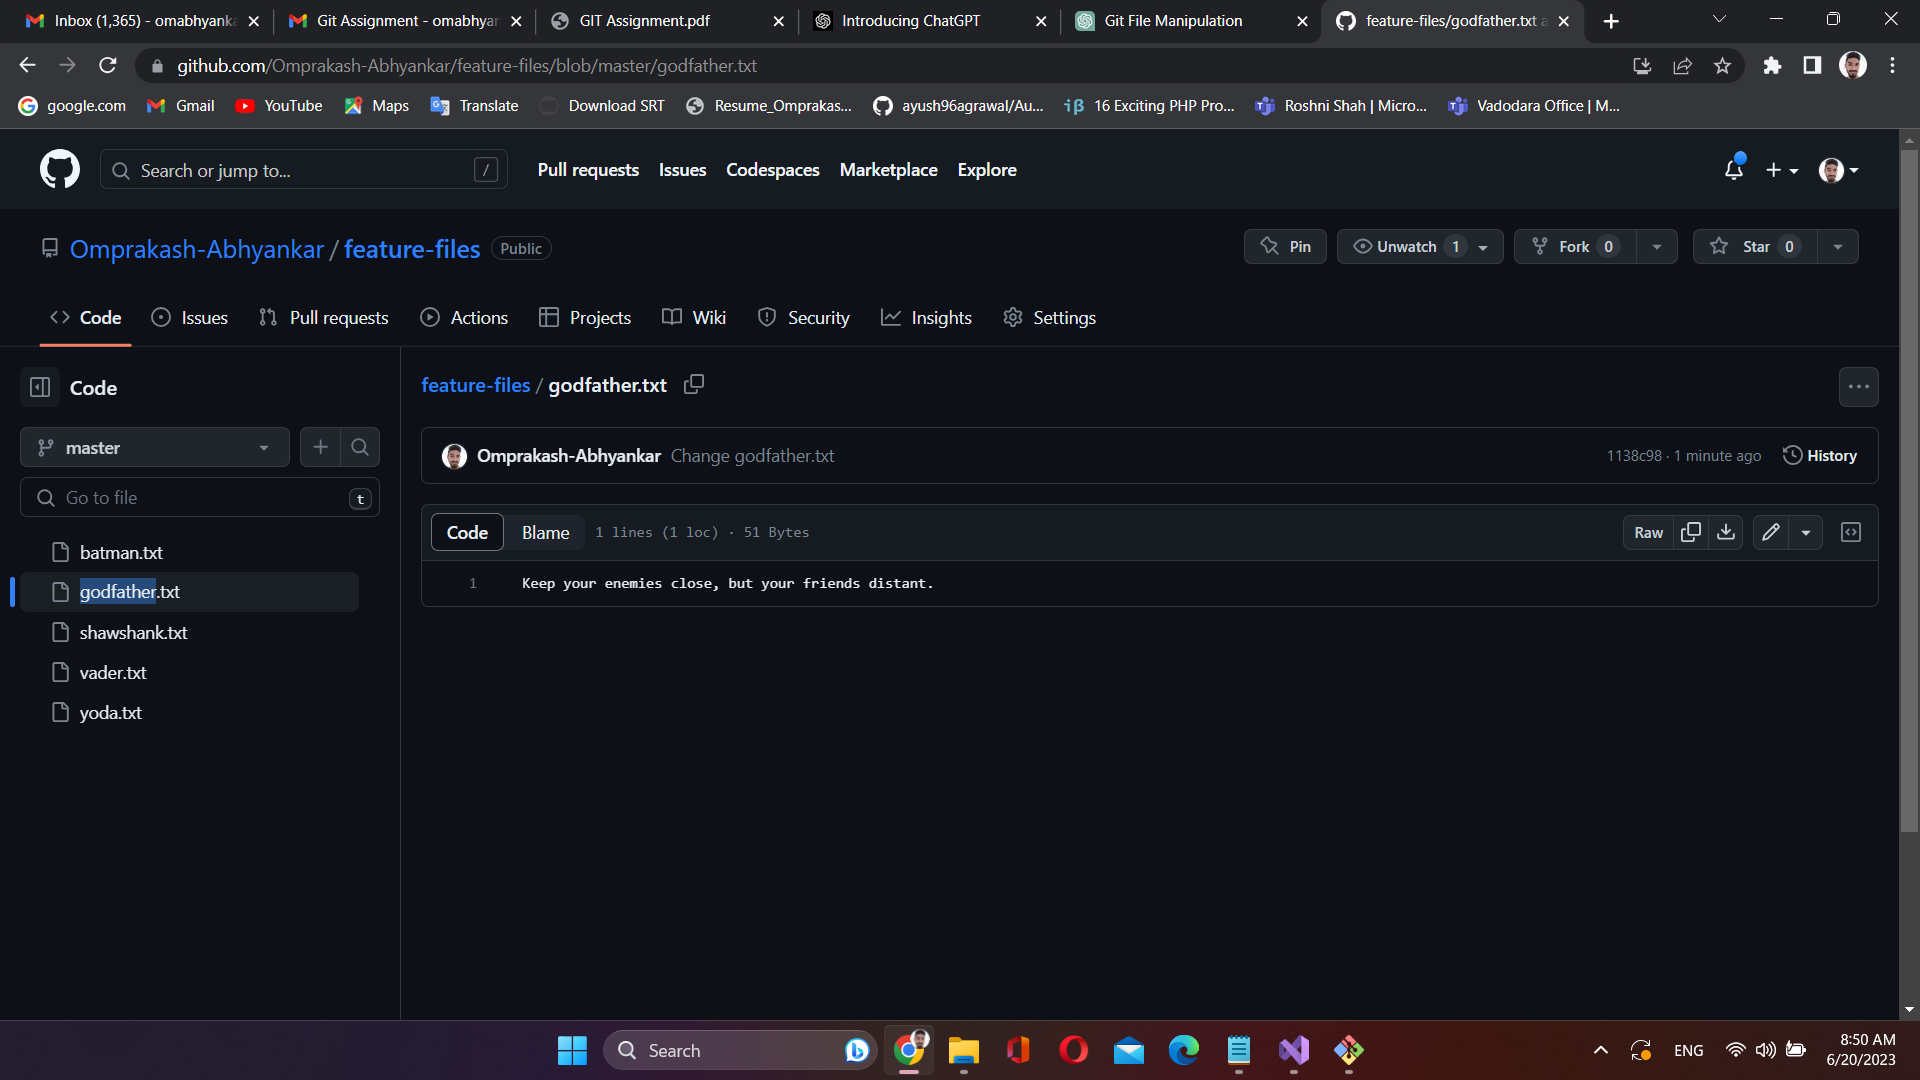 Inbox (1,365) - omabhyanka
Git Assignment - omabhyan
GIT Assignment.pdf
Introducing ChatGPT
Git File Manipulation
feature-files/godfather.txt a
github.com/Omprakash-Abhyankar/feature-files/blob/master/godfather.txt
google.com
Gmail
YouTube
Maps
Translate
Download SRT
Resume_Omprakas...
ayush96agrawal/Au...
16 Exciting PHP Pro...
Roshni Shah | Micro...
Vadodara Office | M...
Search or jump to...
/
Pull requests
Issues
Codespaces
Marketplace
Explore
Omprakash-Abhyankar / feature-files
Public
Pin
Unwatch 1
Fork 0
Star 0
Code
Issues
Pull requests
Actions
Projects
Wiki
Security
Insights
Settings
Code
feature-files / godfather.txt
master
Omprakash-Abhyankar Change godfather.txt
1138c98 · 1 minute ago
History
Go to file
t
Code
Blame
1 lines (1 loc) · 51 Bytes
Raw
batman.txt
godfather.txt
shawshank.txt
vader.txt
yoda.txt
1 Keep your enemies close, but your friends distant.
Search
ENG
8:50 AM
6/20/2023